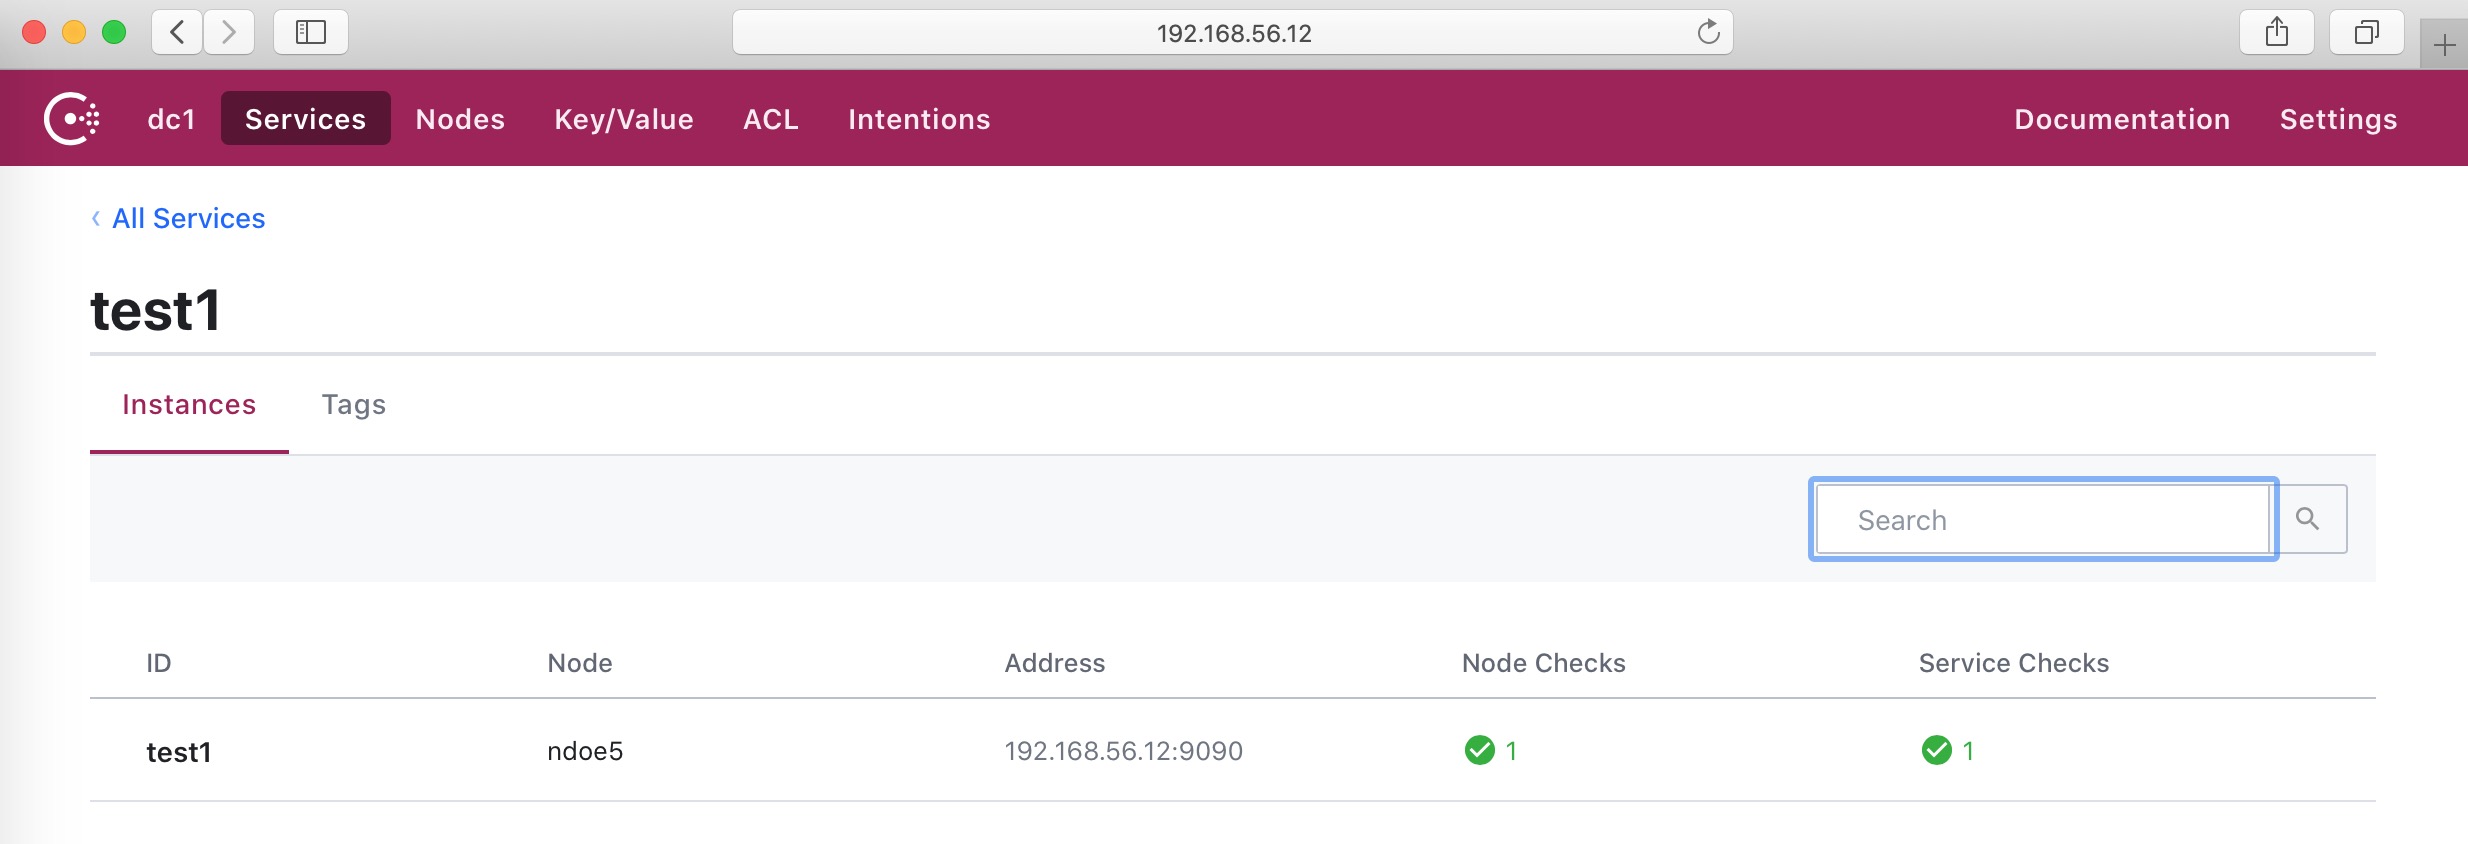 192.168.56.12
dc1 Services Nodes Key/Value ACL Intentions Documentation Settings
All Services
test1
Instances Tags
Search
ID Node Address Node Checks Service Checks
test1 ndoe5 192.168.56.12:9090 1 1